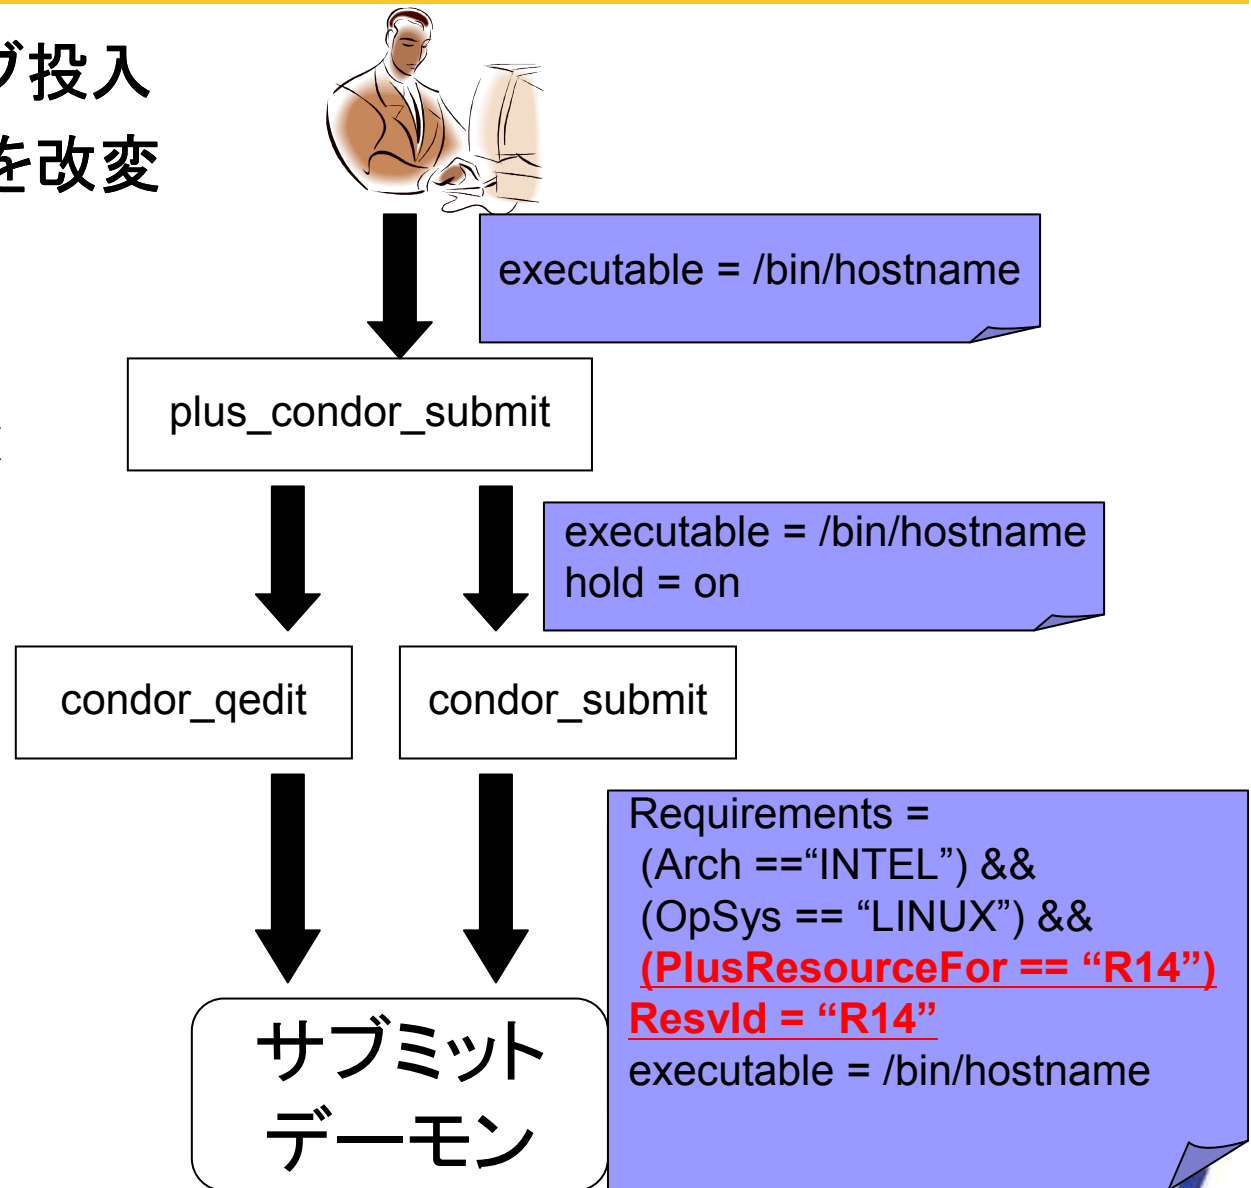 ブ投入
を改変
executable = /bin/hostname
plus_condor_submit
executable = /bin/hostname
hold = on
condor_qedit
condor_submit
Requirements =
(Arch ==“INTEL”) &&
(OpSys == “LINUX”) &&
(PlusResourceFor == “R14”)
ResvId = “R14”
executable = /bin/hostname
サブミット
デーモン